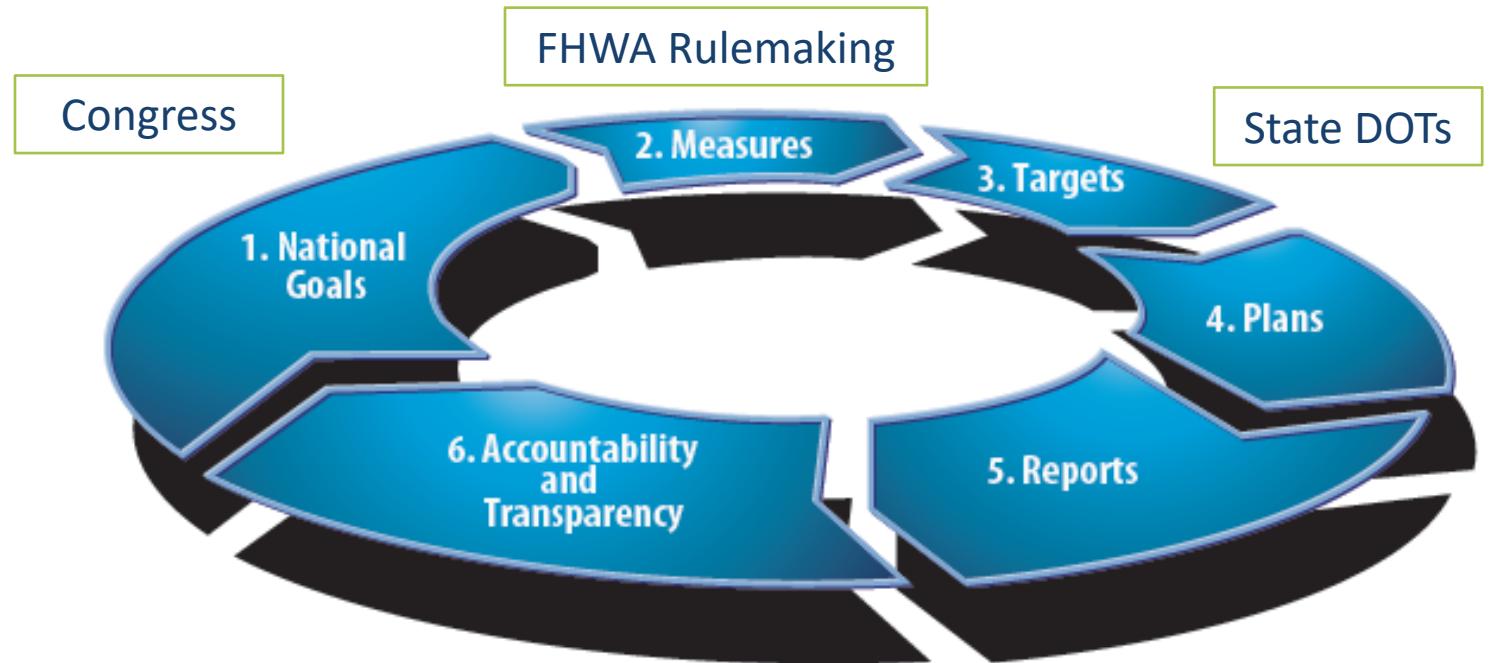 FHWA Rulemaking
Congress
State DOTs
2. Measures
3. Targets
1. National
Goals
4. Plans
6. Accountability
and
Transparency
5. Reports